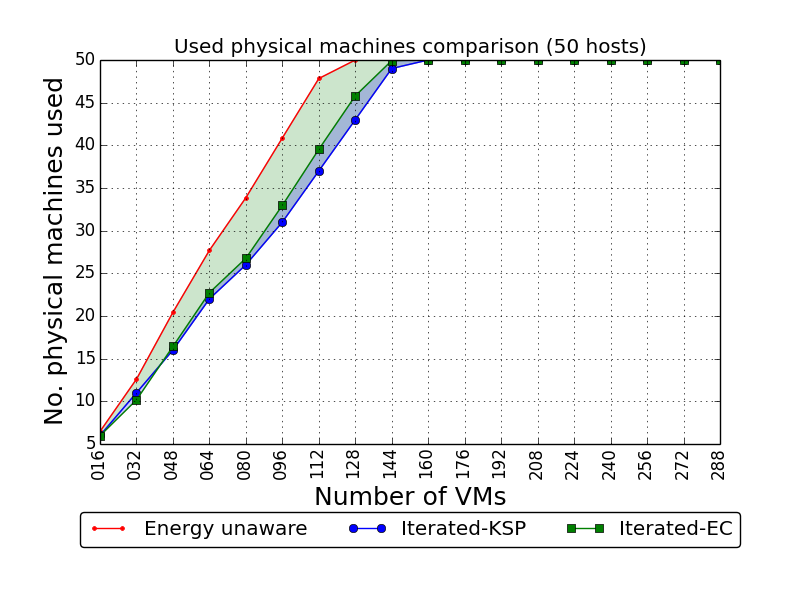 Used physical machines comparison (50 hosts)
No. physical machines used
50
45
40
35
30
25
20
15
10
5
016 032 048 064 080 096 112 128 144 160 176 192 208 224 240 256 272 288
Number of VMs
Energy unaware Iterated-KSP Iterated-EC